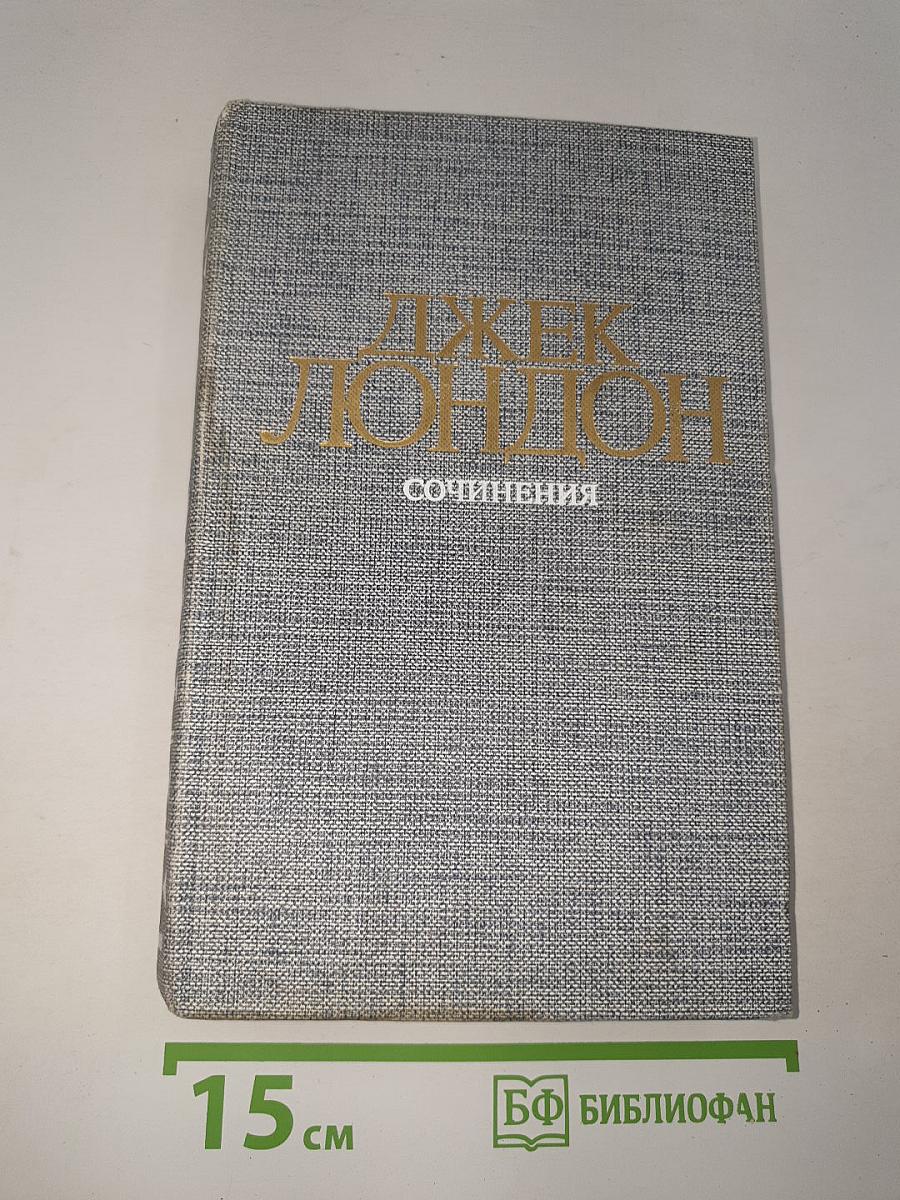 ДЖЕК
ЛОНДОН
СОЧИНЕНИЯ
15 см
БФ БИБЛИОФАН